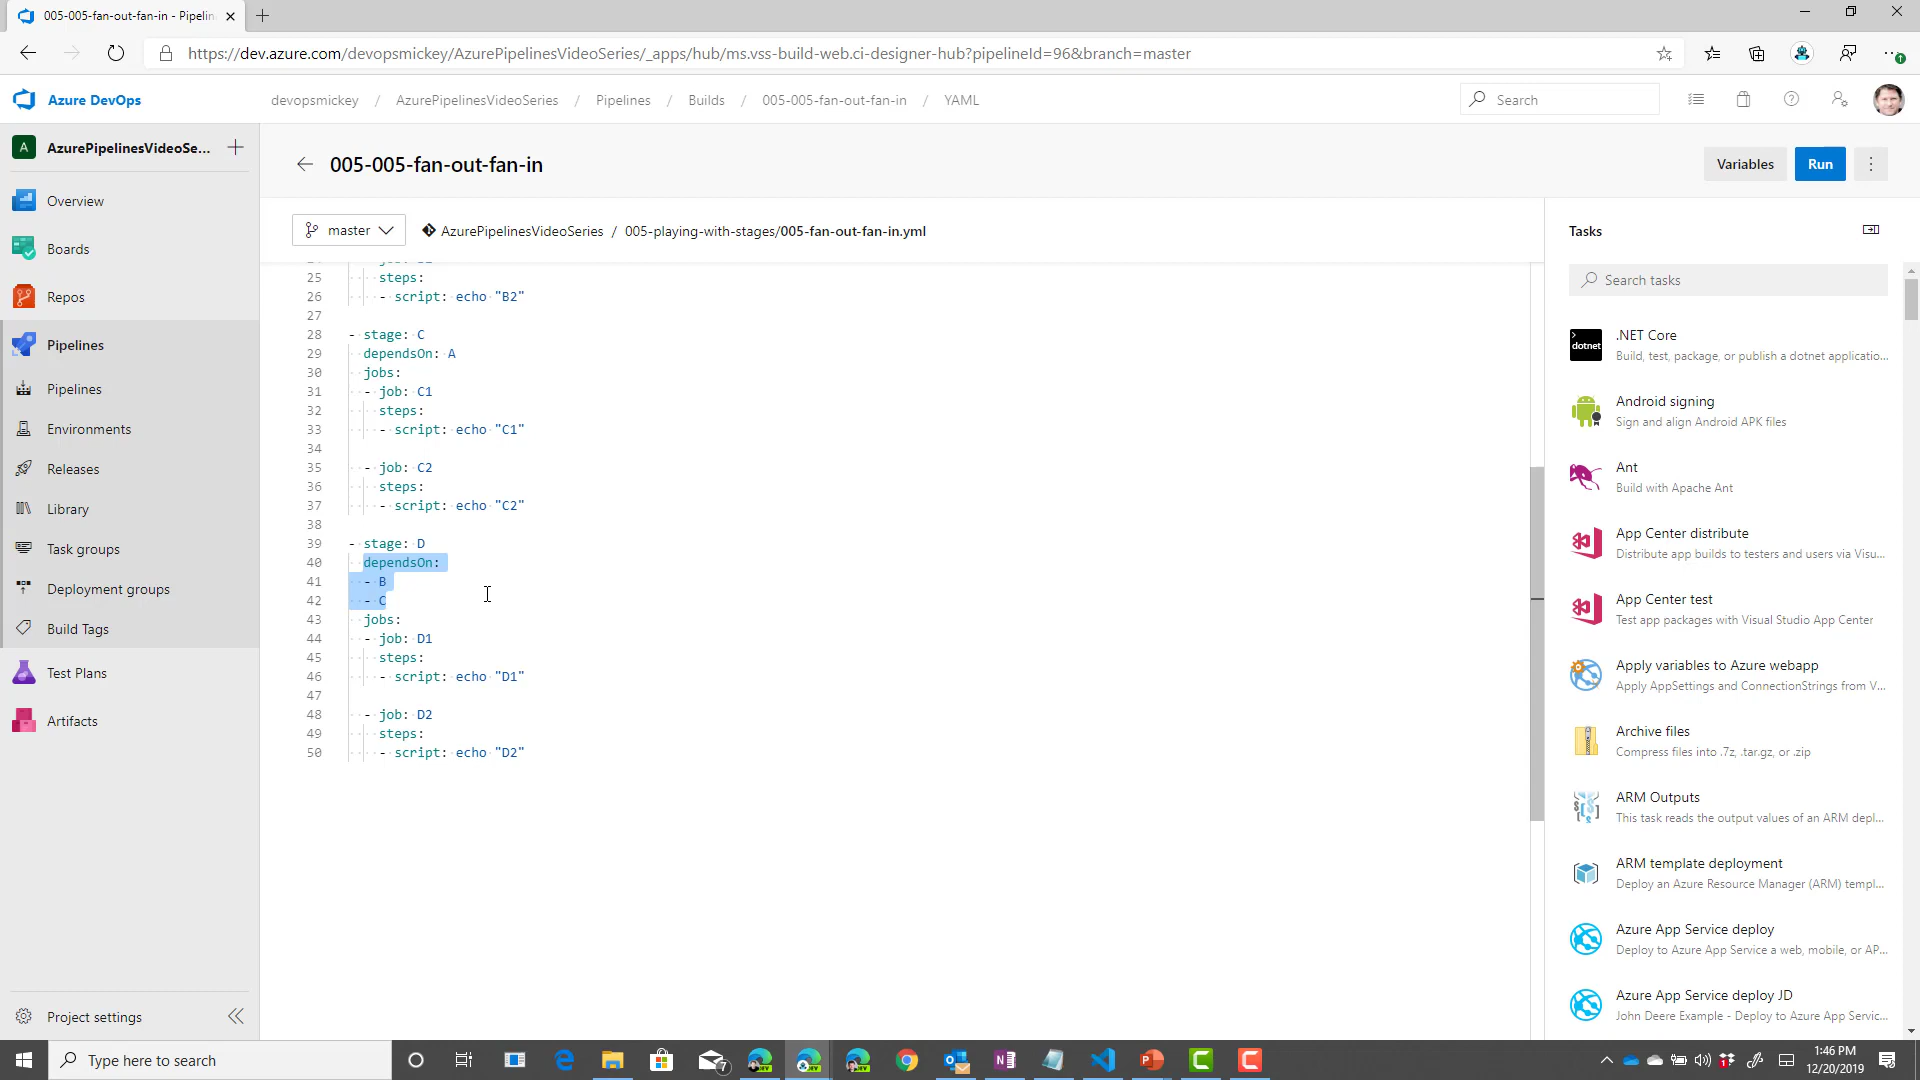 005-005-fan-out-fan-in - Pipelin
https://dev.azure.com/devopsmickey/AzurePipelinesVideoSeries/_apps/hub/ms.vss-build-web.ci-designer-hub?pipelineId=96&branch=master
Azure DevOps
devopsmickey / AzurePipelinesVideoSeries / Pipelines / Builds / 005-005-fan-out-fan-in / YAML
Search
A AzurePipelinesVideoSe...
Overview
Boards
Repos
Pipelines
Pipelines
Environments
Releases
Library
Task groups
Deployment groups
Build Tags
Test Plans
Artifacts
Project settings
005-005-fan-out-fan-in
Variables
Run
master
AzurePipelinesVideoSeries / 005-playing-with-stages/005-fan-out-fan-in.yml
25 steps:
26 - script: echo "B2"
27
28 - stage: C
29 dependsOn: A
30 jobs:
31 - job: C1
32 steps:
33 - script: echo "C1"
34
35 - job: C2
36 steps:
37 - script: echo "C2"
38
39 - stage: D
40 dependsOn:
41 - B
42 - C
43 jobs:
44 - job: D1
45 steps:
46 - script: echo "D1"
47
48 - job: D2
49 steps:
50 - script: echo "D2"
Tasks
Search tasks
dotnet
.NET Core
Build, test, package, or publish a dotnet applicatio...
Android signing
Sign and align Android APK files
Ant
Build with Apache Ant
App Center distribute
Distribute app builds to testers and users via Visu...
App Center test
Test app packages with Visual Studio App Center
Apply variables to Azure webapp
Apply AppSettings and ConnectionStrings from V...
Archive files
Compress files into .7z, .tar.gz, or .zip
ARM Outputs
This task reads the output values of an ARM depl...
ARM template deployment
Deploy an Azure Resource Manager (ARM) templ...
Azure App Service deploy
Deploy to Azure App Service a web, mobile, or AP...
Azure App Service deploy JD
John Deere Example - Deploy to Azure App Servic...
Type here to search
7
1:46 PM
12/20/2019